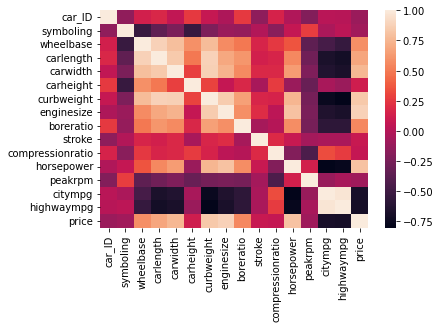 car_ID
symboling
wheelbase
carlength
carwidth
carheight
curbweight
enginesize
boreratio
stroke
compressionratio
horsepower
peakrpm
citympg
highwaympg
price
car_ID
symboling
wheelbase
carlength
carwidth
carheight
curbweight
enginesize
boreratio
stroke
compressionratio
horsepower
peakrpm
citympg
highwaympg
price
1.00
0.75
0.50
0.25
0.00
−0.25
−0.50
−0.75